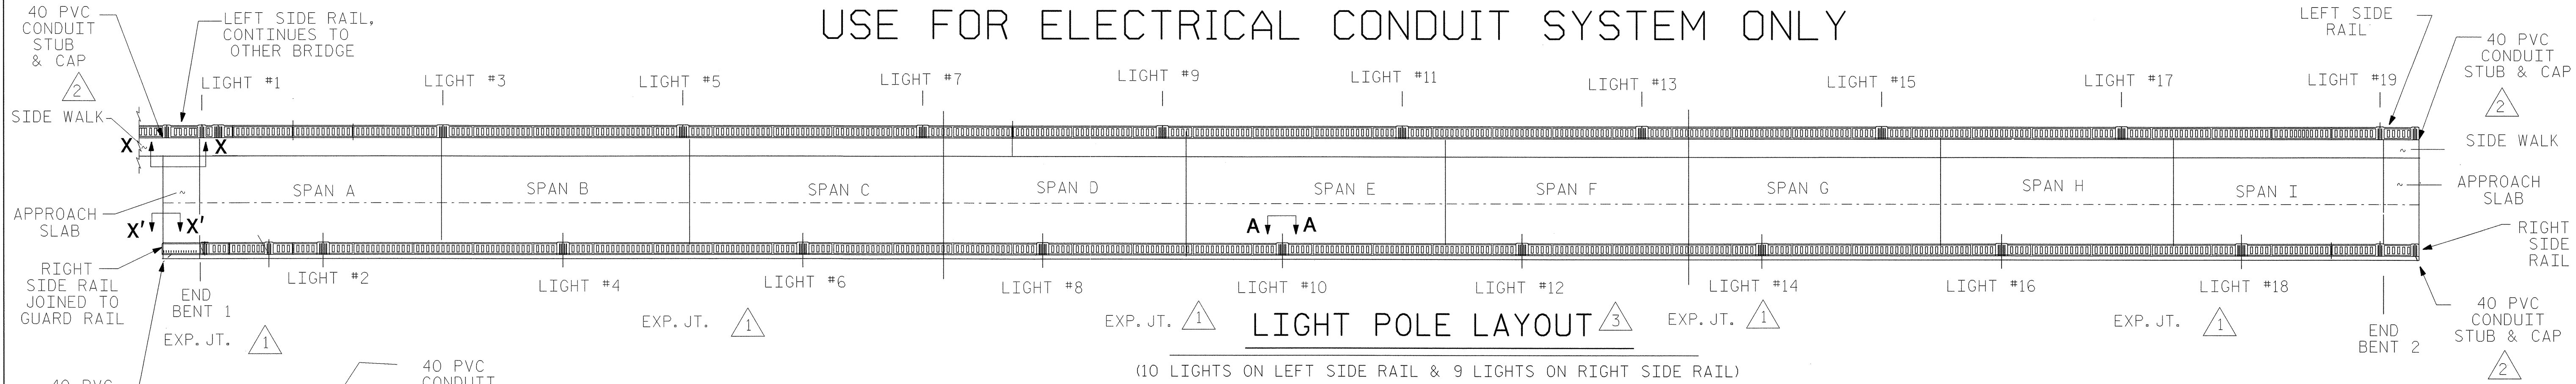 USE FOR ELECTRICAL CONDUIT SYSTEM ONLY
40 PVC
CONDUIT
STUB
& CAP
2
LEFT SIDE RAIL,
CONTINUES TO
OTHER BRIDGE
LEFT SIDE
RAIL
40 PVC
CONDUIT
STUB & CAP
2
LIGHT #1
LIGHT #3
LIGHT #5
LIGHT #7
LIGHT #9
LIGHT #11
LIGHT #13
LIGHT #15
LIGHT #17
LIGHT #19
SIDE WALK
SIDE WALK
X
X
SPAN A
SPAN B
SPAN C
SPAN D
SPAN E
SPAN F
SPAN G
SPAN H
SPAN I
APPROACH
SLAB
APPROACH
SLAB
X'
X'
A
A
RIGHT
SIDE RAIL
JOINED TO
GUARD RAIL
RIGHT
SIDE
RAIL
END
BENT 1
LIGHT #2
LIGHT #4
LIGHT #6
LIGHT #8
LIGHT #10
LIGHT #12
LIGHT #14
LIGHT #16
LIGHT #18
EXP. JT. 1
EXP. JT. 1
EXP. JT. 1
EXP. JT. 1
EXP. JT. 1
END
BENT 2
40 PVC
CONDUIT
STUB & CAP
2
LIGHT POLE LAYOUT 3
(10 LIGHTS ON LEFT SIDE RAIL & 9 LIGHTS ON RIGHT SIDE RAIL)
40 PVC
40 PVC
CONDUIT